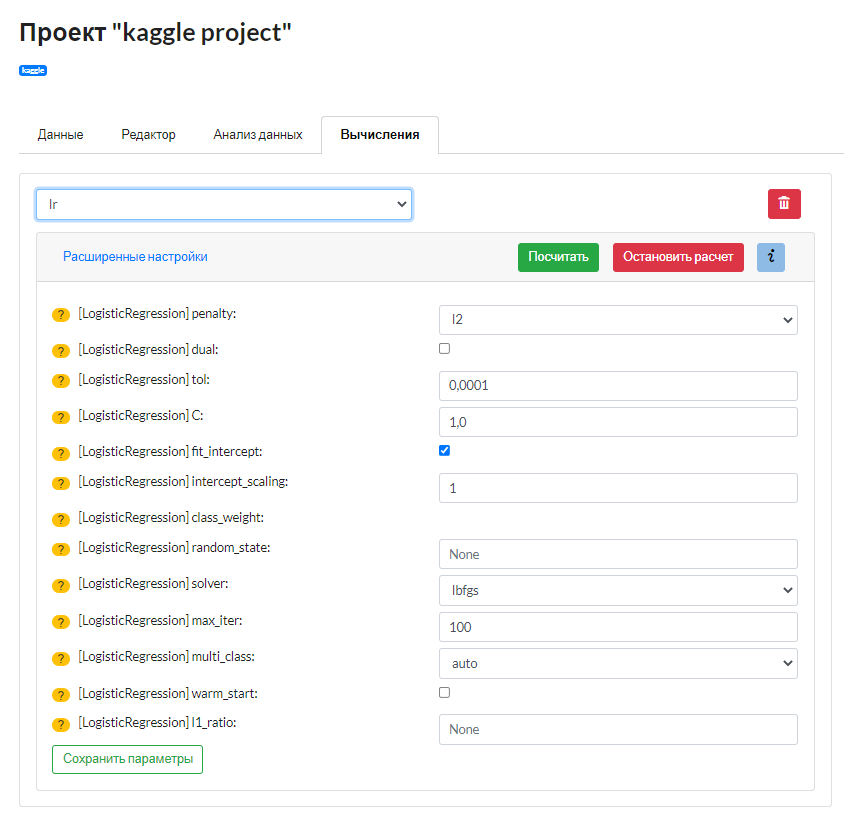 Проект "kaggle project"
kaggle
Данные Редактор Анализ данных Вычисления
lr
Расширенные настройки Посчитать Остановить расчет i
? [LogisticRegression] penalty: l2
? [LogisticRegression] dual:
? [LogisticRegression] tol: 0,0001
? [LogisticRegression] C: 1,0
? [LogisticRegression] fit_intercept:
? [LogisticRegression] intercept_scaling: 1
? [LogisticRegression] class_weight:
? [LogisticRegression] random_state: None
? [LogisticRegression] solver: lbfgs
? [LogisticRegression] max_iter: 100
? [LogisticRegression] multi_class: auto
? [LogisticRegression] warm_start:
? [LogisticRegression] l1_ratio: None
Сохранить параметры